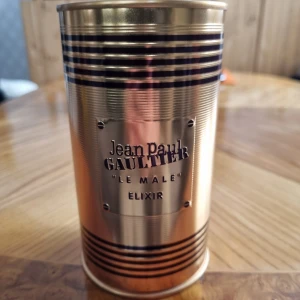 Jean Paul
GAULTIER
"LE MALE"
ELIXIR